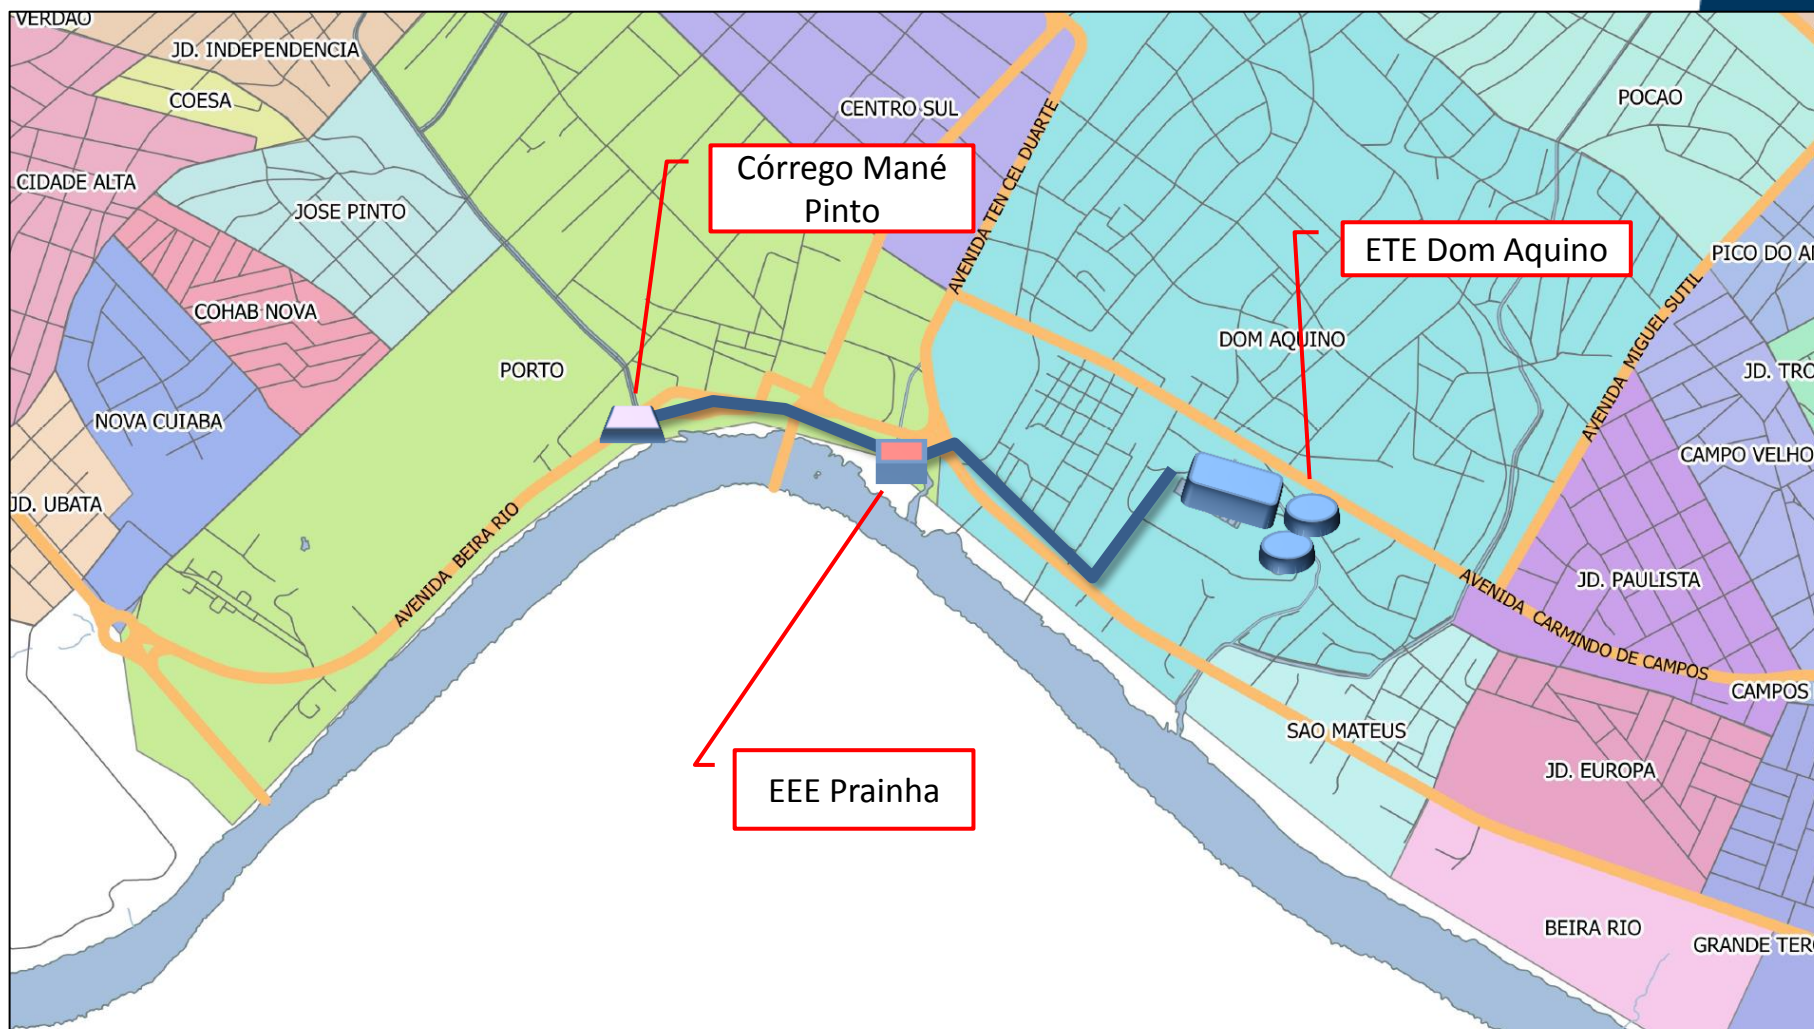 VERDAO
JD. INDEPENDENCIA
COESA
CENTRO SUL
POCAO
CIDADE ALTA
JOSE PINTO
Córrego Mané
Pinto
AVENIDA TEN CEL DUARTE
ETE Dom Aquino
PICO DO A
COHAB NOVA
DOM AQUINO
AVENIDA MIGUEL SUTIL
PORTO
JD. TRO
NOVA CUIABA
CAMPO VELHO
JD. UBATA
AVENIDA BEIRA RIO
JD. PAULISTA
AVENIDA CARMINDO DE CAMPOS
CAMPOS
SAO MATEUS
JD. EUROPA
EEE Prainha
BEIRA RIO
GRANDE TER